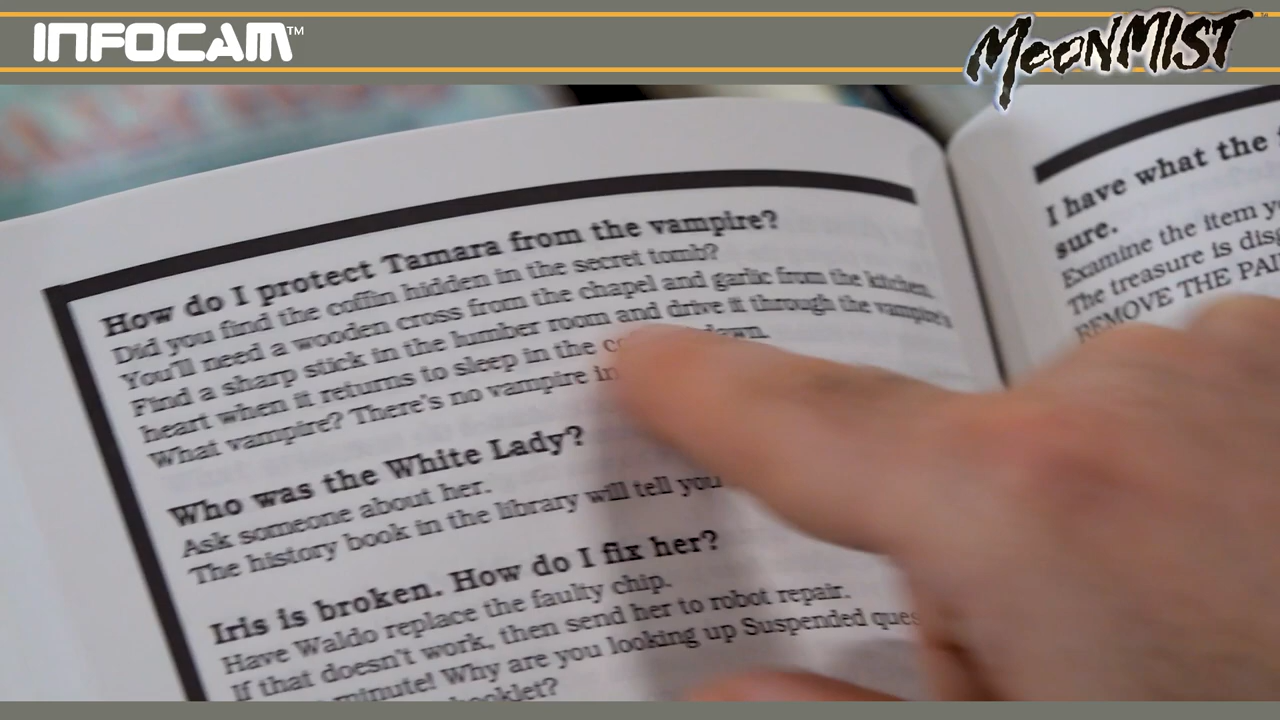 INFOCAM™
MOONMIST
How do I protect Tamara from the vampire?
Did you find the coffin hidden in the secret tomb?
You'll need a wooden cross from the chapel and garlic from the kitchen.
Find a sharp stick in the lumber room and drive it through the vampire's
heart when it returns to sleep in the
What vampire? There's no vampire in
Who was the White Lady?
Ask someone about her.
The history book in the library will tell you
Iris is broken. How do I fix her?
Have Waldo replace the faulty chip.
If that doesn't work, then send her to robot repair.
minute! Why are you looking up Suspended
I have what the
sure.
Examine the item
The treasure is
REMOVE THE